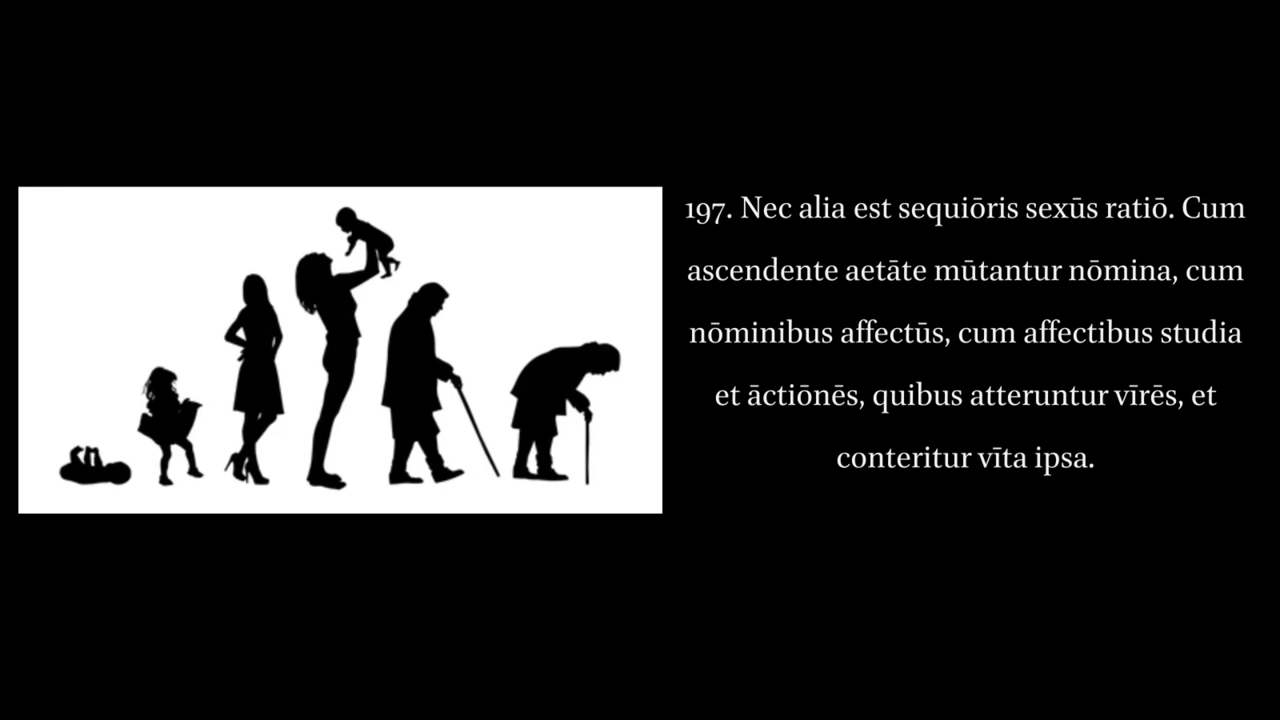 197. Nec alia est sequiōris sexūs ratiō. Cum
ascendente aetāte mūtantur nōmina, cum
nōminibus affectūs, cum affectibus studia
et āctiōnēs, quibus atteruntur vīrēs, et
conteritur vīta ipsa.